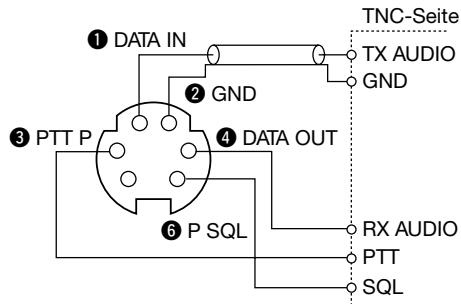 TNC-Seite
❶ DATA IN
TX AUDIO
❷ GND
GND
❸ PTT P
❹ DATA OUT
❻ P SQL
RX AUDIO
PTT
SQL